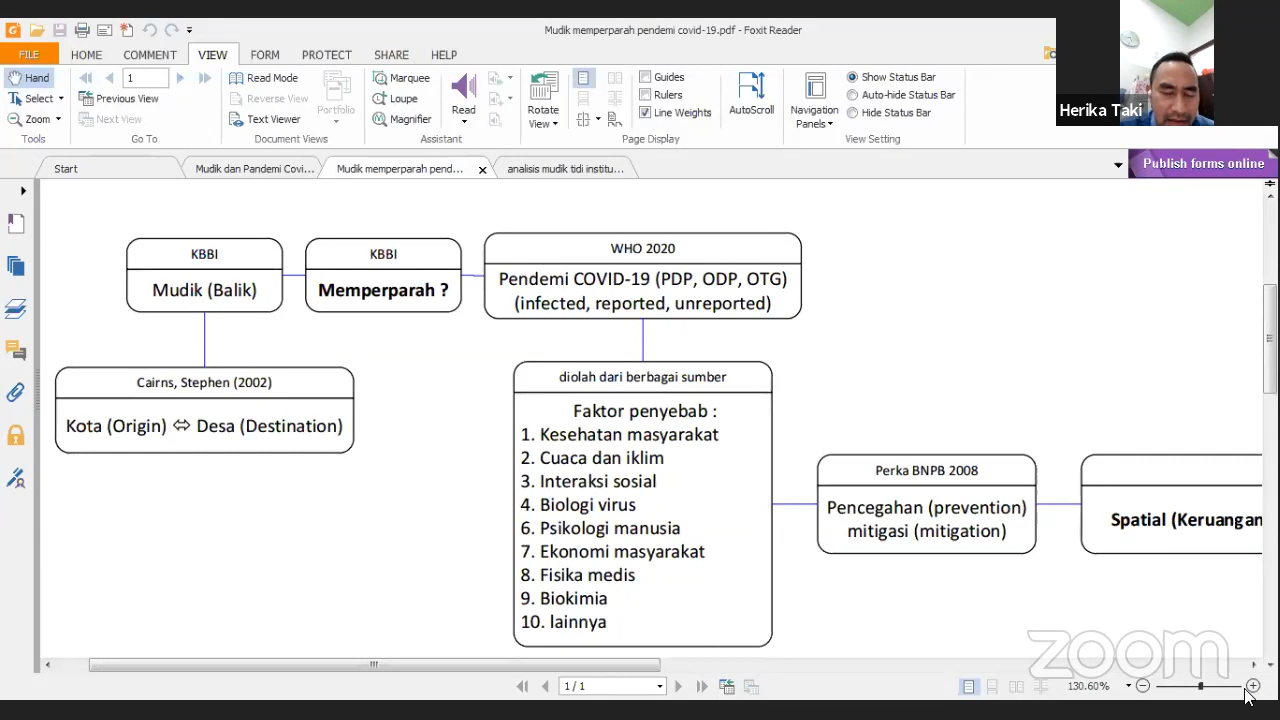 Mudik memperparah pendemi covid-19.pdf - Foxit Reader
FILE HOME COMMENT VIEW FORM PROTECT SHARE HELP
Hand
Select
Zoom
Tools
1
Previous View
Next View
Go To
Read Mode
Reverse View
Text Viewer
Portfolio
Document Views
Marquee
Loupe
Magnifier
Read
Assistant
Rotate View
Guides
Rulers
Line Weights
Page Display
AutoScroll
Navigation Panels
Show Status Bar
Auto-hide Status Bar
Hide Status Bar
View Setting
Herika Taki
Start
Mudik dan Pandemi Covi...
Mudik memperparah pend...
analisis mudik tidi institu...
Publish forms online
KBBI
Mudik (Balik)
KBBI
Memperparah ?
WHO 2020
Pendemi COVID-19 (PDP, ODP, OTG)
(infected, reported, unreported)
Cairns, Stephen (2002)
Kota (Origin) ⇔ Desa (Destination)
diolah dari berbagai sumber
Faktor penyebab :
1. Kesehatan masyarakat
2. Cuaca dan iklim
3. Interaksi sosial
4. Biologi virus
6. Psikologi manusia
7. Ekonomi masyarakat
8. Fisika medis
9. Biokimia
10. lainnya
Perka BNPB 2008
Pencegahan (prevention)
mitigasi (mitigation)
Spatial (Keruangan
zoom
1 / 1
130.60%